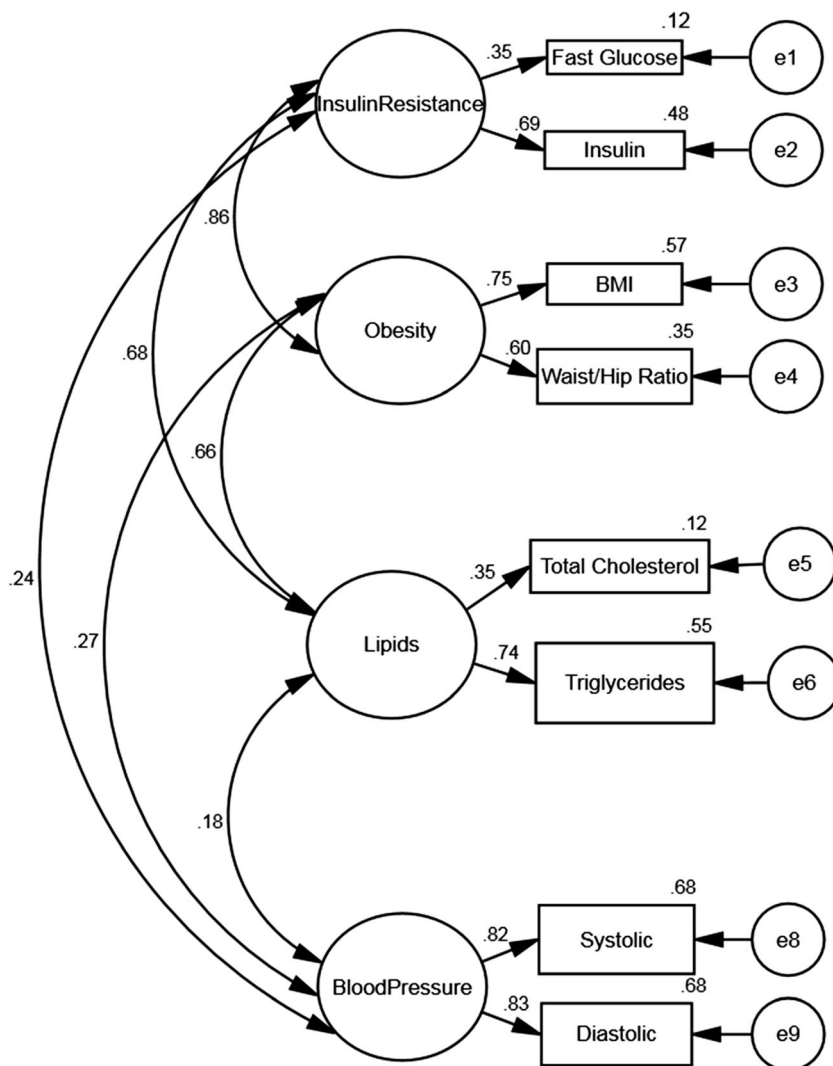 .12
.35
Fast Glucose
e1
InsulinResistance
.69
.48
Insulin
e2
.86
.57
.75
BMI
e3
Obesity
.60
.35
Waist/Hip Ratio
e4
.68
.66
.12
.35
Total Cholesterol
e5
.24
.27
Lipids
.74
.55
Triglycerides
e6
.18
.68
.82
Systolic
e8
BloodPressure
.83
.68
Diastolic
e9